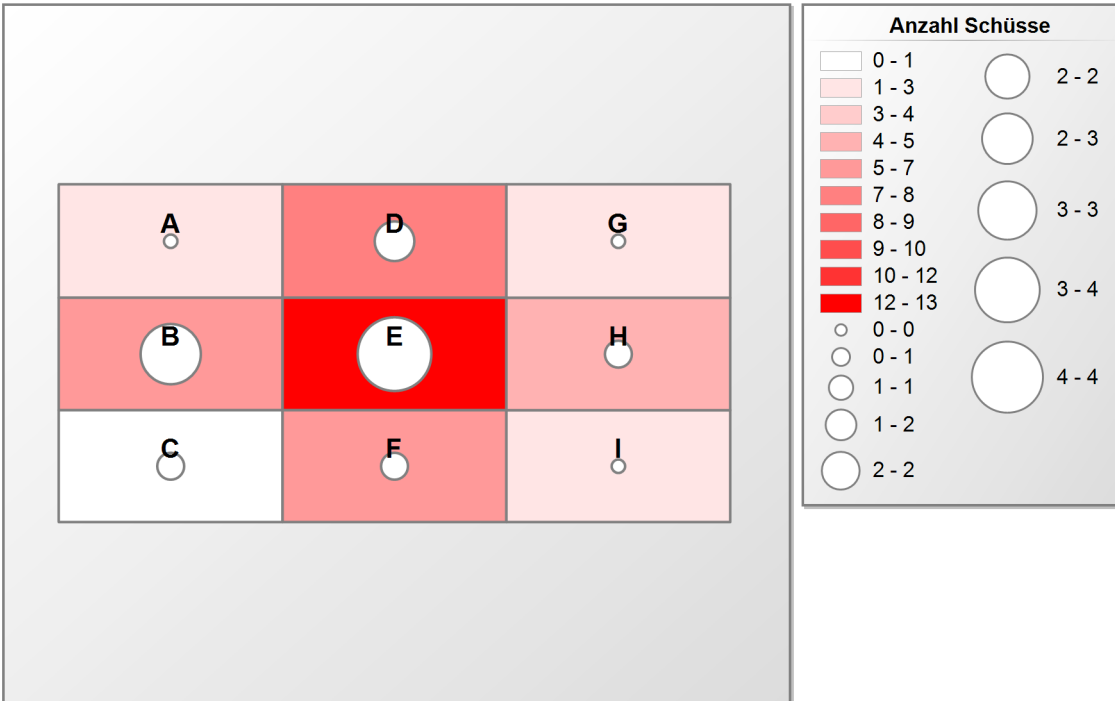 A D G
B E H
C F I
Anzahl Schüsse
0 - 1
1 - 3
3 - 4
4 - 5
5 - 7
7 - 8
8 - 9
9 - 10
10 - 12
12 - 13
0 - 0
0 - 1
1 - 1
1 - 2
2 - 2
2 - 2
2 - 3
3 - 3
3 - 4
4 - 4